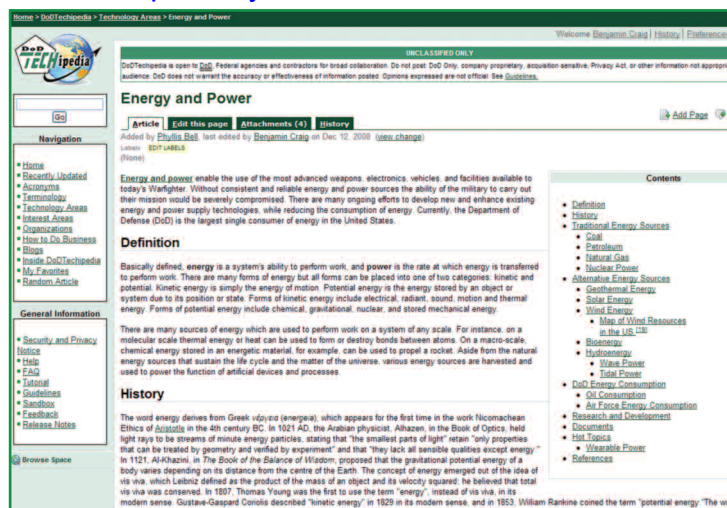 Home > DoDTechipedia > Technology Areas > Energy and Power
Welcome Benjamin Craig | History | Preference
DoD
TECHipedia
UNCLASSIFIED ONLY
DoDTechipedia is open to DoD, Federal agencies and contractors for broad collaboration. Do not post: DoD Only, company proprietary, acquisition sensitive, Privacy Act, or other information not appropri
audience. DoD does not warrant the accuracy or effectiveness of information posted. Opinions expressed are not official. See Guidelines.
Go
Navigation
Home
Recently Updated
Acronyms
Terminology
Technology Areas
Interest Areas
Organizations
How to Do Business
Blogs
Inside DoDTechipedia
My Favorites
Random Article
General Information
Security and Privacy
Notice
Help
FAQ
Tutorial
Guidelines
Sandbox
Feedback
Release Notes
Browse Space
Energy and Power
Add Page
Article Edit this page Attachments (4) History
Added by Phyllis Bell, last edited by Benjamin Craig on Dec 12, 2008 (view change)
Labels: EDIT LABELS
(None)
Energy and power enable the use of the most advanced weapons, electronics, vehicles, and facilities available to
today's Warfighter. Without consistent and reliable energy and power sources the ability of the military to carry out
their mission would be severely compromised. There are many ongoing efforts to develop new and enhance existing
energy and power supply technologies, while reducing the consumption of energy. Currently, the Department of
Defense (DoD) is the largest single consumer of energy in the United States.
Definition
Basically defined, energy is a system's ability to perform work, and power is the rate at which energy is transferred
to perform work. There are many forms of energy but all forms can be placed into one of two categories: kinetic and
potential. Kinetic energy is simply the energy of motion. Potential energy is the energy stored by an object or
system due to its position or state. Forms of kinetic energy include electrical, radiant, sound, motion and thermal
energy. Forms of potential energy include chemical, gravitational, nuclear, and stored mechanical energy.
There are many sources of energy which are used to perform work on a system of any scale. For instance, on a
molecular scale thermal energy or heat can be used to form or destroy bonds between atoms. On a macro-scale,
chemical energy stored in an energetic material, for example, can be used to propel a rocket. Aside from the natural
energy sources that sustain the life cycle and the matter of the universe, various energy sources are harvested and
used to power the function of artificial devices and processes.
History
The word energy derives from Greek (energeia), which appears for the first time in the work Nicomachean
Ethics of Aristotle in the 4th century BC. In 1021 AD, the Arabian physicist, Alhazen, in the Book of Optics, held
light rays to be streams of minute energy particles, stating that "the smallest parts of light" retain "only properties
that can be treated by geometry and verified by experiment" and that "they lack all sensible qualities except energy."
In 1121, Al-Khazini, in The Book of the Balance of Wisdom, proposed that the gravitational potential energy of a
body varies depending on its distance from the centre of the Earth. The concept of energy emerged out of the idea of
vis viva, which Leibniz defined as the product of the mass of an object and its velocity squared; he believed that total
vis viva was conserved. In 1807, Thomas Young was the first to use the term "energy", instead of vis viva, in its
modern sense. Gustave-Gaspard Coriolis described "kinetic energy" in 1829 in its modern sense, and in 1853, William Rankine coined the term "potential energy." The w
Contents
Definition
History
Traditional Energy Sources
Coal
Petroleum
Natural Gas
Nuclear Power
Alternative Energy Sources
Geothermal Energy
Solar Energy
Wind Energy
Map of Wind Resources
in the US
Bioenergy
Hydroenergy
Wave Power
Tidal Power
DoD Energy Consumption
Oil Consumption
Air Force Energy Consumption
Research and Development
Documents
Hot Topics
Wearable Power
References